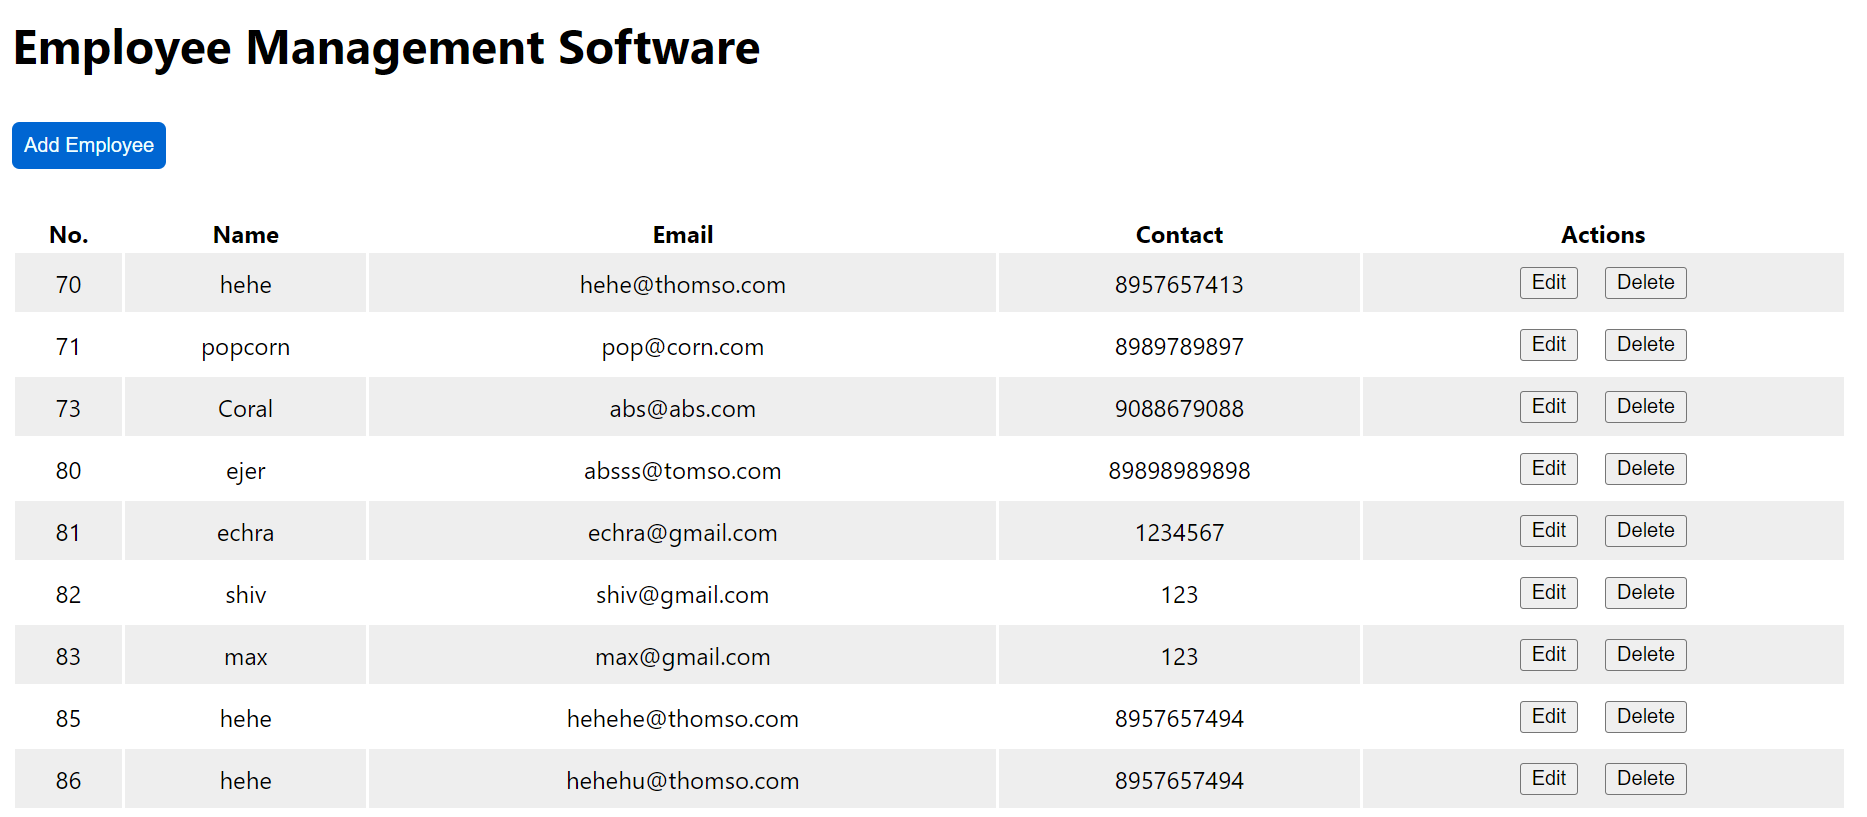 Employee Management Software
Add Employee
No. Name Email Contact Actions
70 hehe hehe@thomso.com 8957657413 Edit Delete
71 popcorn pop@corn.com 8989789897 Edit Delete
73 Coral abs@abs.com 9088679088 Edit Delete
80 ejer absss@tomso.com 89898989898 Edit Delete
81 echra echra@gmail.com 1234567 Edit Delete
82 shiv shiv@gmail.com 123 Edit Delete
83 max max@gmail.com 123 Edit Delete
85 hehe hehehe@thomso.com 8957657494 Edit Delete
86 hehe hehehu@thomso.com 8957657494 Edit Delete